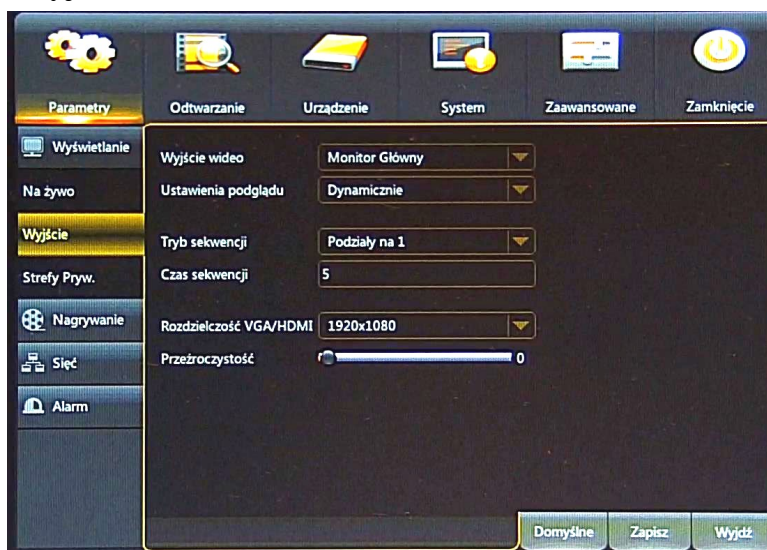 Parametry
Odtwarzanie
Urządzenie
System
Zaawansowane
Zamknięcie
Wyświetlanie
Na żywo
Wyjście
Strefy Pryw.
Nagrywanie
Sięć
Alarm
Wyjście wideo Monitor Główny
Ustawienia podglądu Dynamicznie
Tryb sekwencji Podziały na 1
Czas sekwencji 5
Rozdzielczość VGA/HDMI 1920x1080
Przeźroczystość 0
Domyślne
Zapisz
Wyjdź